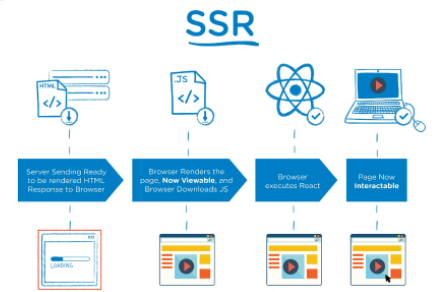 SSR
HTML
.JS
Server Sending Ready
to be rendered HTML
Response to Browser
Browser Renders the
page, Now Viewable, and
Browser Downloads JS
Browser
executes React
Page Now
Interactable
LOADING